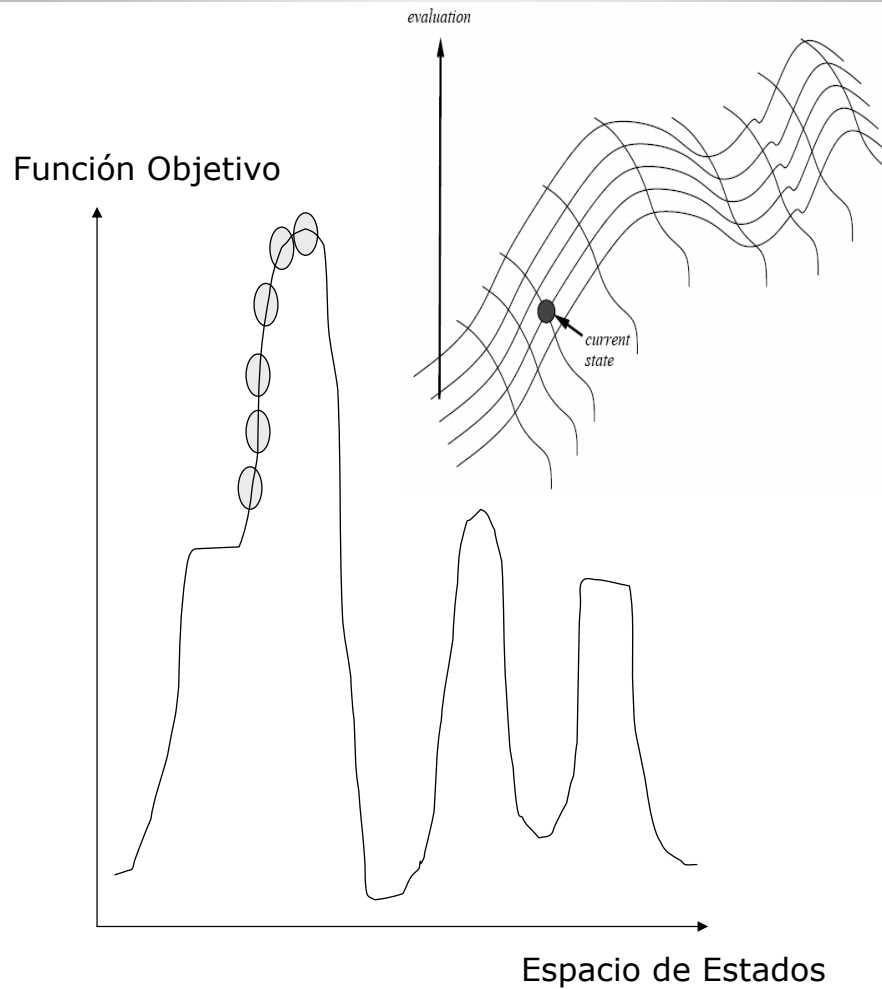 evaluation
Función Objetivo
current
state
Espacio de Estados